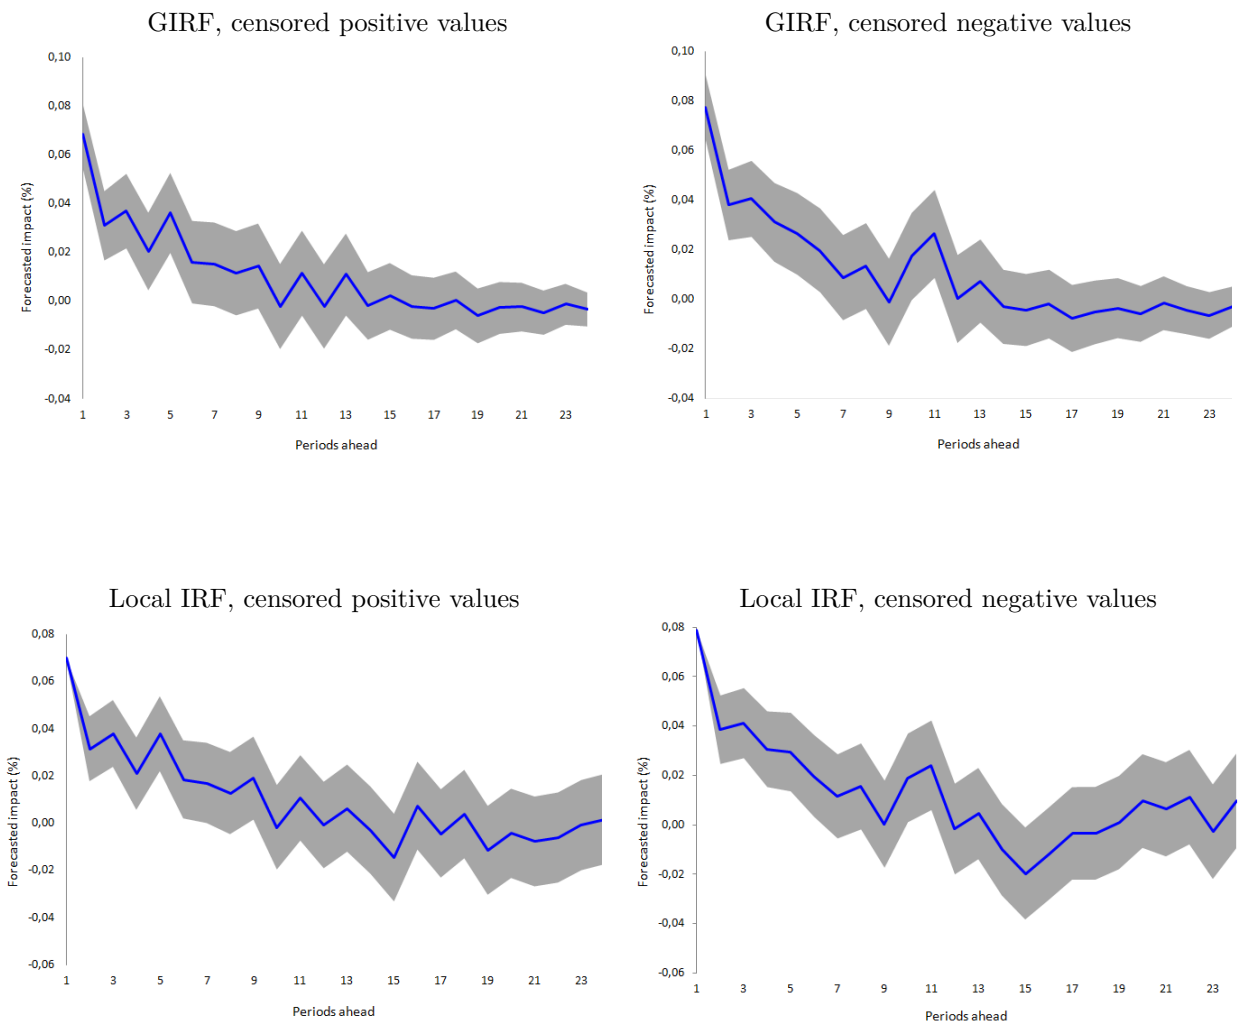 GIRF, censored positive values
0,10
0,08
0,06
0,04
0,02
0,00
-0,02
-0,04
Forecasted impact (%)
1 3 5 7 9 11 13 15 17 19 21 23
Periods ahead
GIRF, censored negative values
0,10
0,08
0,06
0,04
0,02
0,00
-0,02
-0,04
Forecasted impact (%)
1 3 5 7 9 11 13 15 17 19 21 23
Periods ahead
Local IRF, censored positive values
0,08
0,06
0,04
0,02
0,00
-0,02
-0,04
-0,06
Forecasted impact (%)
1 3 5 7 9 11 13 15 17 19 21 23
Periods ahead
Local IRF, censored negative values
0,08
0,06
0,04
0,02
0,00
-0,02
-0,04
-0,06
Forecasted impact (%)
1 3 5 7 9 11 13 15 17 19 21 23
Periods ahead